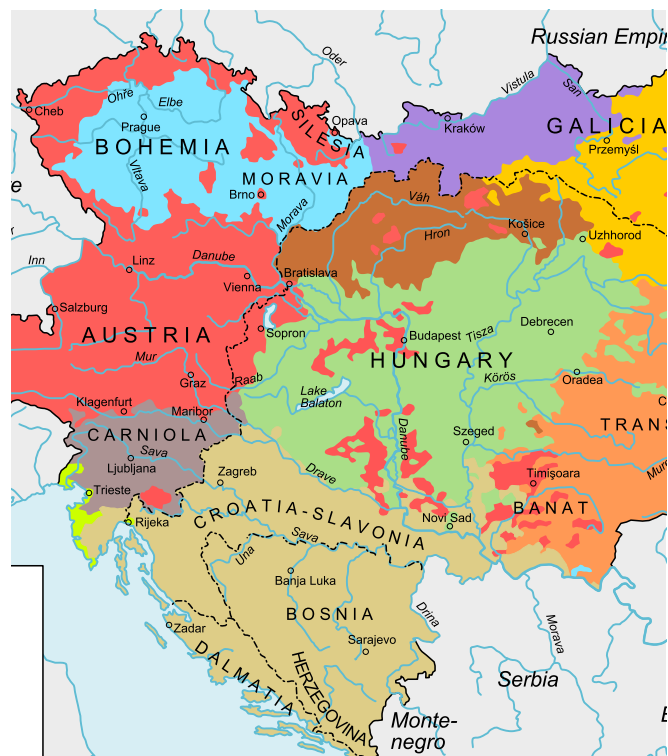 Russian Empir
Oder
Vistula
San
Cheb
Ohře
Elbe
Prague
BOHEMIA
Vltava
Opava
SILESIA
Kraków
GALICIA
Przemyśl
MORAVIA
Brno
Morava
Váh
Hron
Košice
Uzhhorod
e
r
Inn
Linz
Danube
Vienna
Bratislava
Salzburg
AUSTRIA
Sopron
Budapest
Tisza
Debrecen
HUNGARY
Mur
Graz
Raab
Lake
Balaton
Körös
Oradea
C
TRANS
Klagenfurt
Maribor
CARNIOLA
Sava
Ljubljana
Danube
Szeged
Mureș
Trieste
Zagreb
Drave
Timişoara
BANAT
Rijeka
CROATIA-SLAVONIA
Sava
Novi Sad
Una
Banja Luka
BOSNIA
Drina
Morava
Zadar
Sarajevo
DALMATIA
HERZEGOVINA
Serbia
Monte-
negro
E